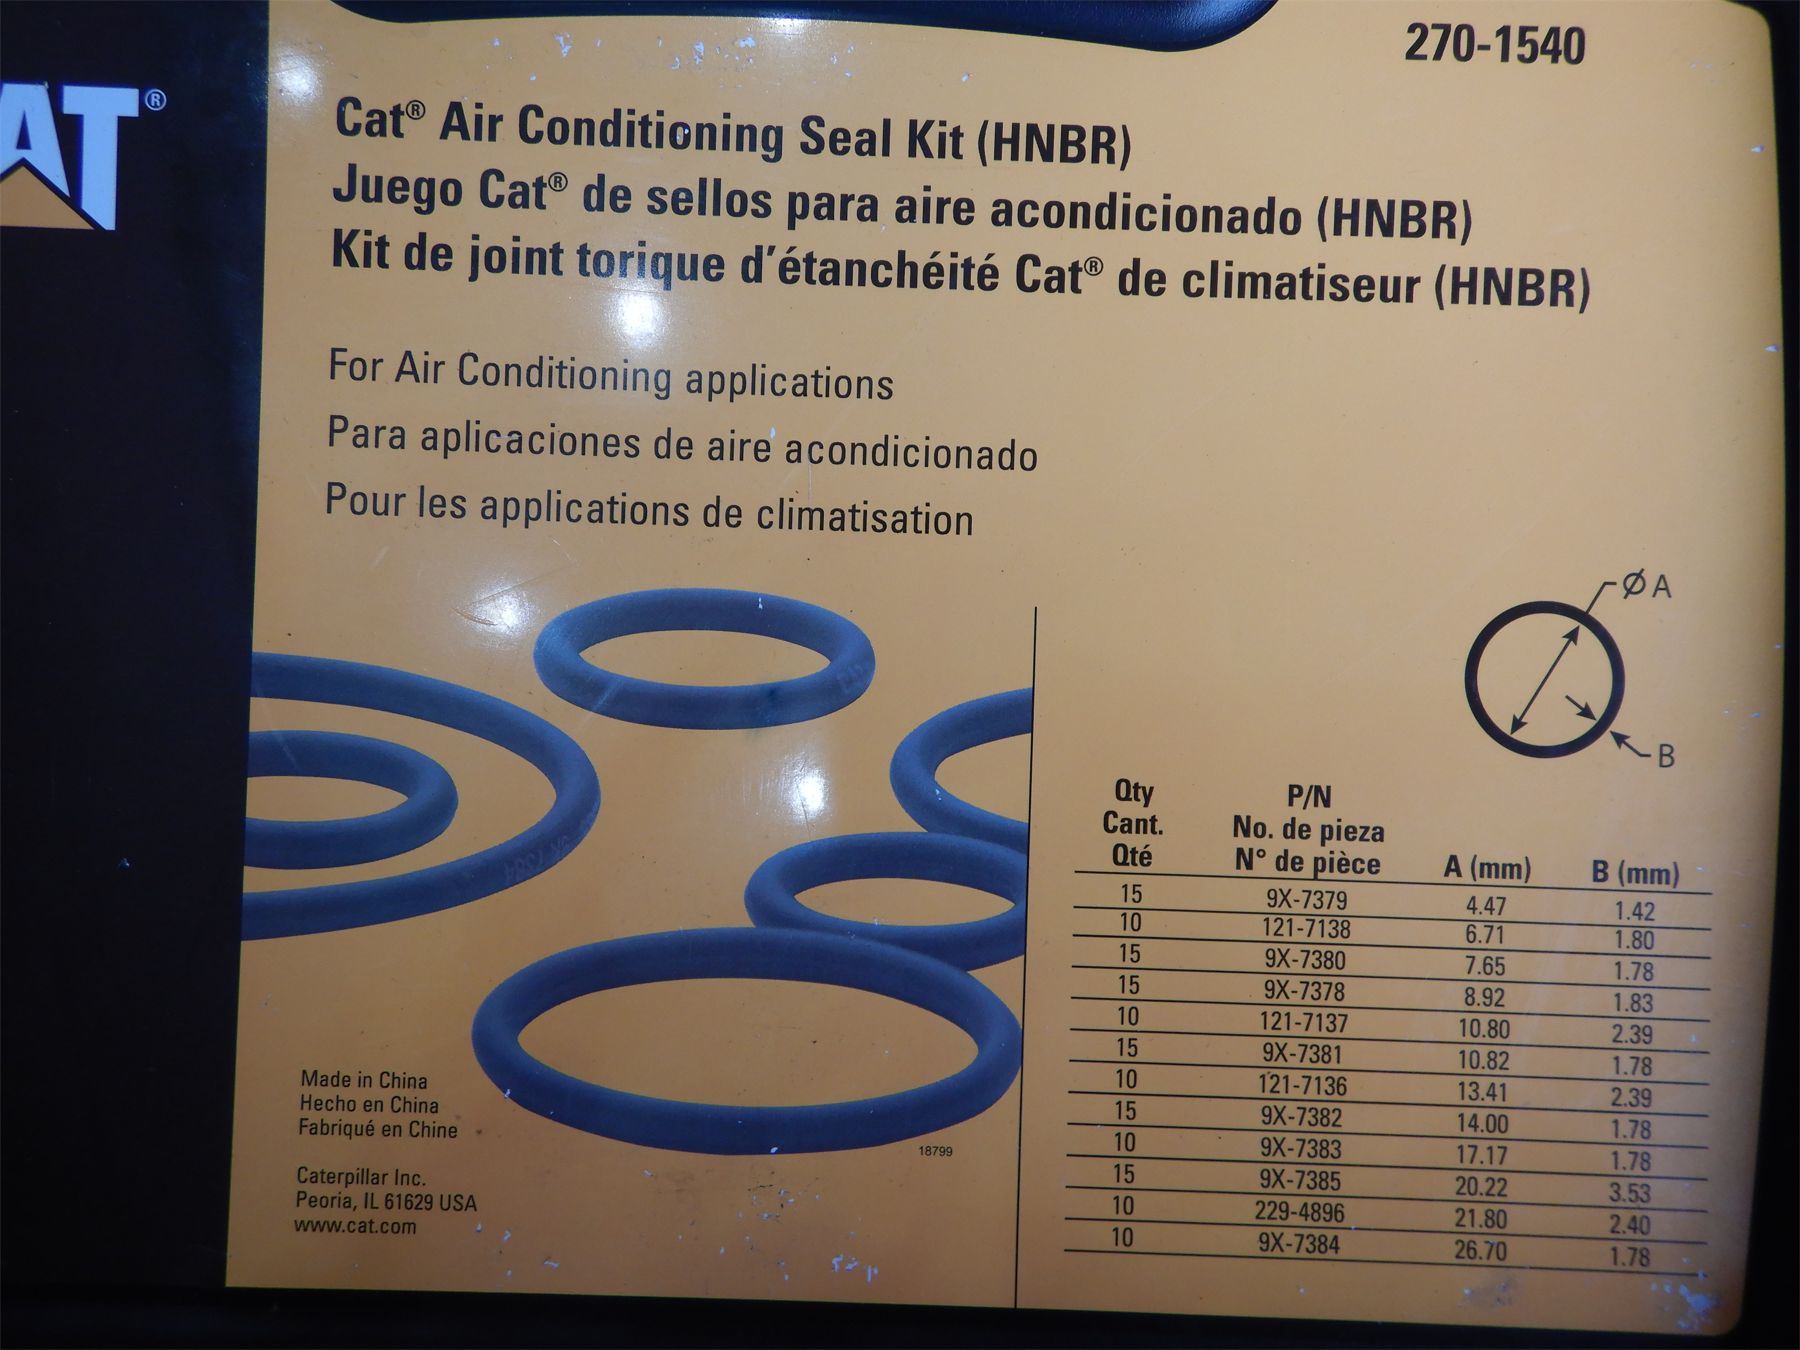 270-1540
AT®
Cat® Air Conditioning Seal Kit (HNBR)
Juego Cat® de sellos para aire acondicionado (HNBR)
Kit de joint torique d'étanchéité Cat® de climatiseur (HNBR)
For Air Conditioning applications
Para aplicaciones de aire acondicionado
Pour les applications de climatisation
Ø A
B
Qty P/N
Cant. No. de pieza
Qté N° de pièce A (mm) B (mm)
15 9X-7379 4.47 1.42
10 121-7138 6.71 1.80
15 9X-7380 7.65 1.78
15 9X-7378 8.92 1.83
10 121-7137 10.80 2.39
15 9X-7381 10.82 1.78
10 121-7136 13.41 2.39
15 9X-7382 14.00 1.78
10 9X-7383 17.17 1.78
15 9X-7385 20.22 3.53
10 229-4896 21.80 2.40
10 9X-7384 26.70 1.78
Made in China
Hecho en China
Fabriqué en Chine
18799
Caterpillar Inc.
Peoria, IL 61629 USA
www.cat.com